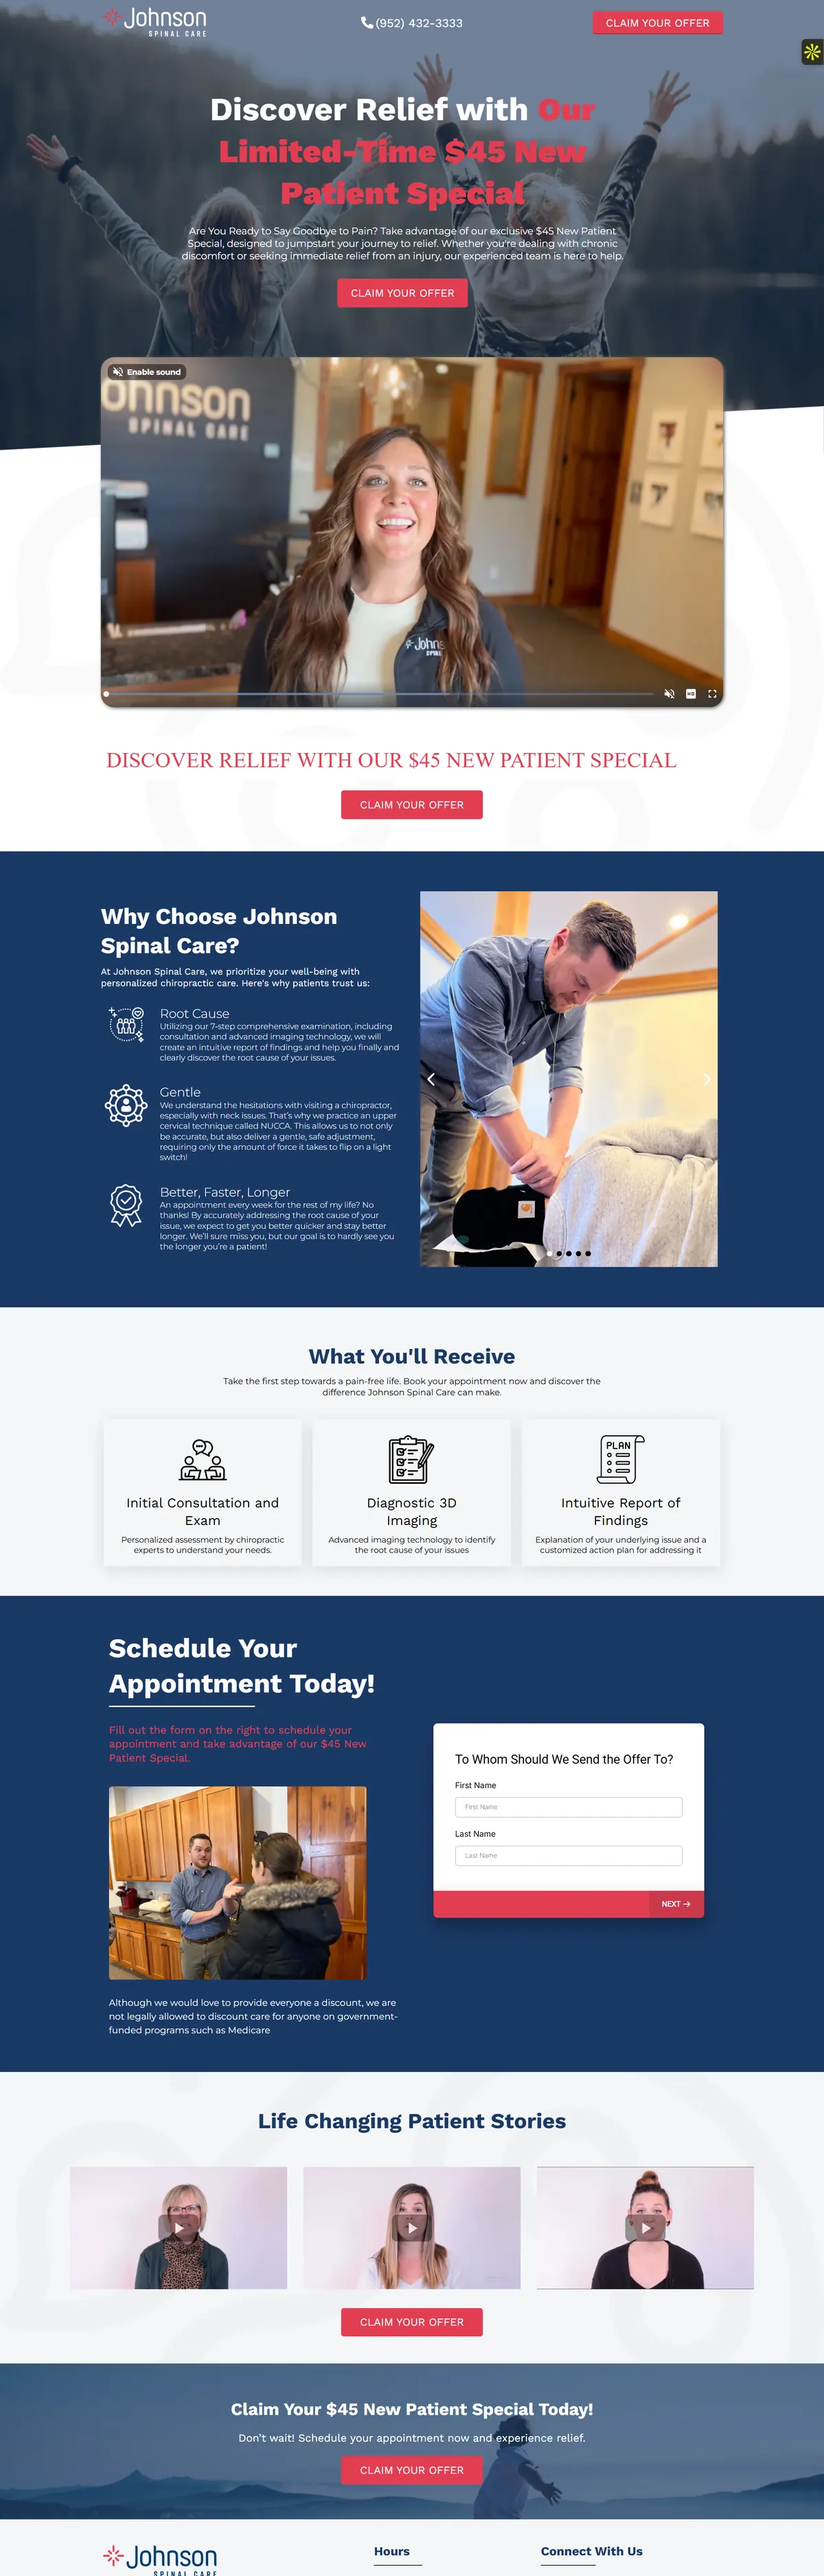 Johnson
SPINAL CARE
(952) 432-3333
CLAIM YOUR OFFER
Discover Relief with Our
Limited-Time $45 New
Patient Special
Are You Ready to Say Goodbye to Pain? Take advantage of our exclusive $45 New Patient
Special, designed to jumpstart your journey to relief. Whether you're dealing with chronic
discomfort or seeking immediate relief from an injury, our experienced team is here to help.
CLAIM YOUR OFFER
Enable sound
ohnson
SPINAL CARE
Johns
SPINA
DISCOVER RELIEF WITH OUR $45 NEW PATIENT SPECIAL
CLAIM YOUR OFFER
Why Choose Johnson
Spinal Care?
At Johnson Spinal Care, we prioritize your well-being with
personalized chiropractic care. Here's why patients trust us:
Root Cause
Utilizing our 7-step comprehensive examination, including
consultation and advanced imaging technology, we will
create an intuitive report of findings and help you finally and
clearly discover the root cause of your issues.
Gentle
We understand the hesitations with visiting a chiropractor,
especially with neck issues. That's why we practice an upper
cervical technique called NUCCA. This allows us to not only
be accurate, but also deliver a gentle, safe adjustment,
requiring only the amount of force it takes to flip on a light
switch!
Better, Faster, Longer
An appointment every week for the rest of my life? No
thanks! By accurately addressing the root cause of your
issue, we expect to get you better quicker and stay better
longer. We'll sure miss you, but our goal is to hardly see you
the longer you're a patient!
What You'll Receive
Take the first step towards a pain-free life. Book your appointment now and discover the
difference Johnson Spinal Care can make.
Initial Consultation and
Exam
Personalized assessment by chiropractic
experts to understand your needs.
Diagnostic 3D
Imaging
Advanced imaging technology to identify
the root cause of your issues
PLAN
Intuitive Report of
Findings
Explanation of your underlying issue and a
customized action plan for addressing it
Schedule Your
Appointment Today!
Fill out the form on the right to schedule your
appointment and take advantage of our $45 New
Patient Special.
Although we would love to provide everyone a discount, we are
not legally allowed to discount care for anyone on government-
funded programs such as Medicare
To Whom Should We Send the Offer To?
First Name
First Name
Last Name
Last Name
NEXT →
Life Changing Patient Stories
CLAIM YOUR OFFER
Claim Your $45 New Patient Special Today!
Don't wait! Schedule your appointment now and experience relief.
CLAIM YOUR OFFER
Johnson
SPINAL CARE
Hours
Connect With Us